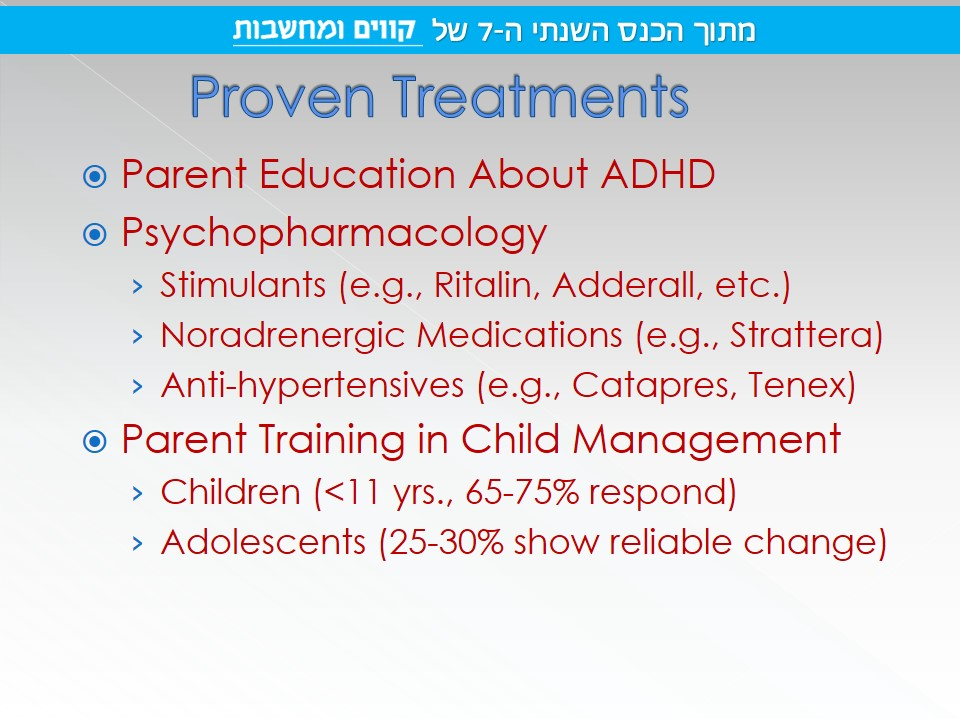 מתוך הכנס השנתי ה-7 של קווים ומחשבות
Proven Treatments
Parent Education About ADHD
Psychopharmacology
Stimulants (e.g., Ritalin, Adderall, etc.)
Noradrenergic Medications (e.g., Strattera)
Anti-hypertensives (e.g., Catapres, Tenex)
Parent Training in Child Management
Children (<11 yrs., 65-75% respond)
Adolescents (25-30% show reliable change)